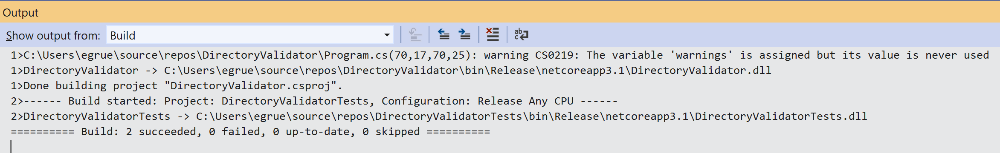 Output
Show output from: Build
ab
c
1>C:\Users\egrue\source\repos\DirectoryValidator\Program.cs(70,17,70,25): warning CS0219: The variable 'warnings' is assigned but its value is never used
1>DirectoryValidator -> C:\Users\egrue\source\repos\DirectoryValidator\bin\Release\netcoreapp3.1\DirectoryValidator.dll
1>Done building project "DirectoryValidator.csproj".
2>------ Build started: Project: DirectoryValidatorTests, Configuration: Release Any CPU ------
2>DirectoryValidatorTests -> C:\Users\egrue\source\repos\DirectoryValidatorTests\bin\Release\netcoreapp3.1\DirectoryValidatorTests.dll
========== Build: 2 succeeded, 0 failed, 0 up-to-date, 0 skipped ==========